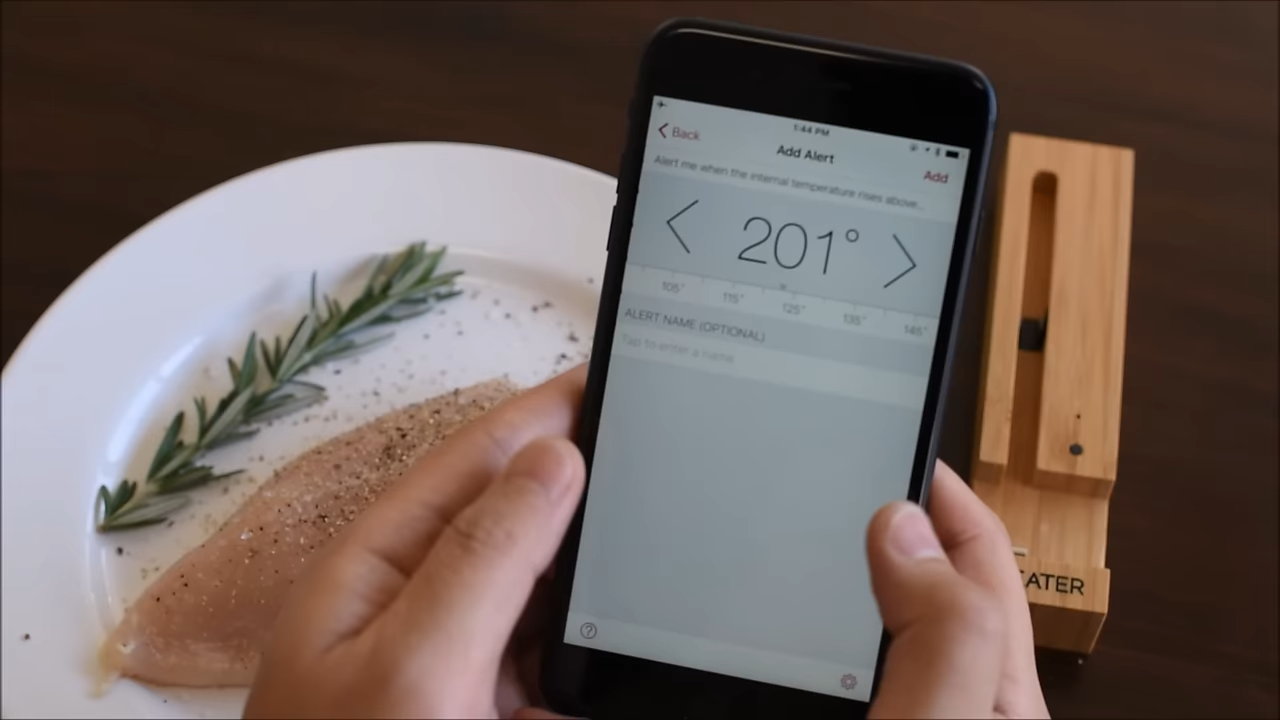 1:44 PM
Back
Add Alert
Add
Alert me when the internal temperature rises above...
201°
105° 115° 125° 135° 145°
ALERT NAME (OPTIONAL)
Tap to enter a name
?
EATER